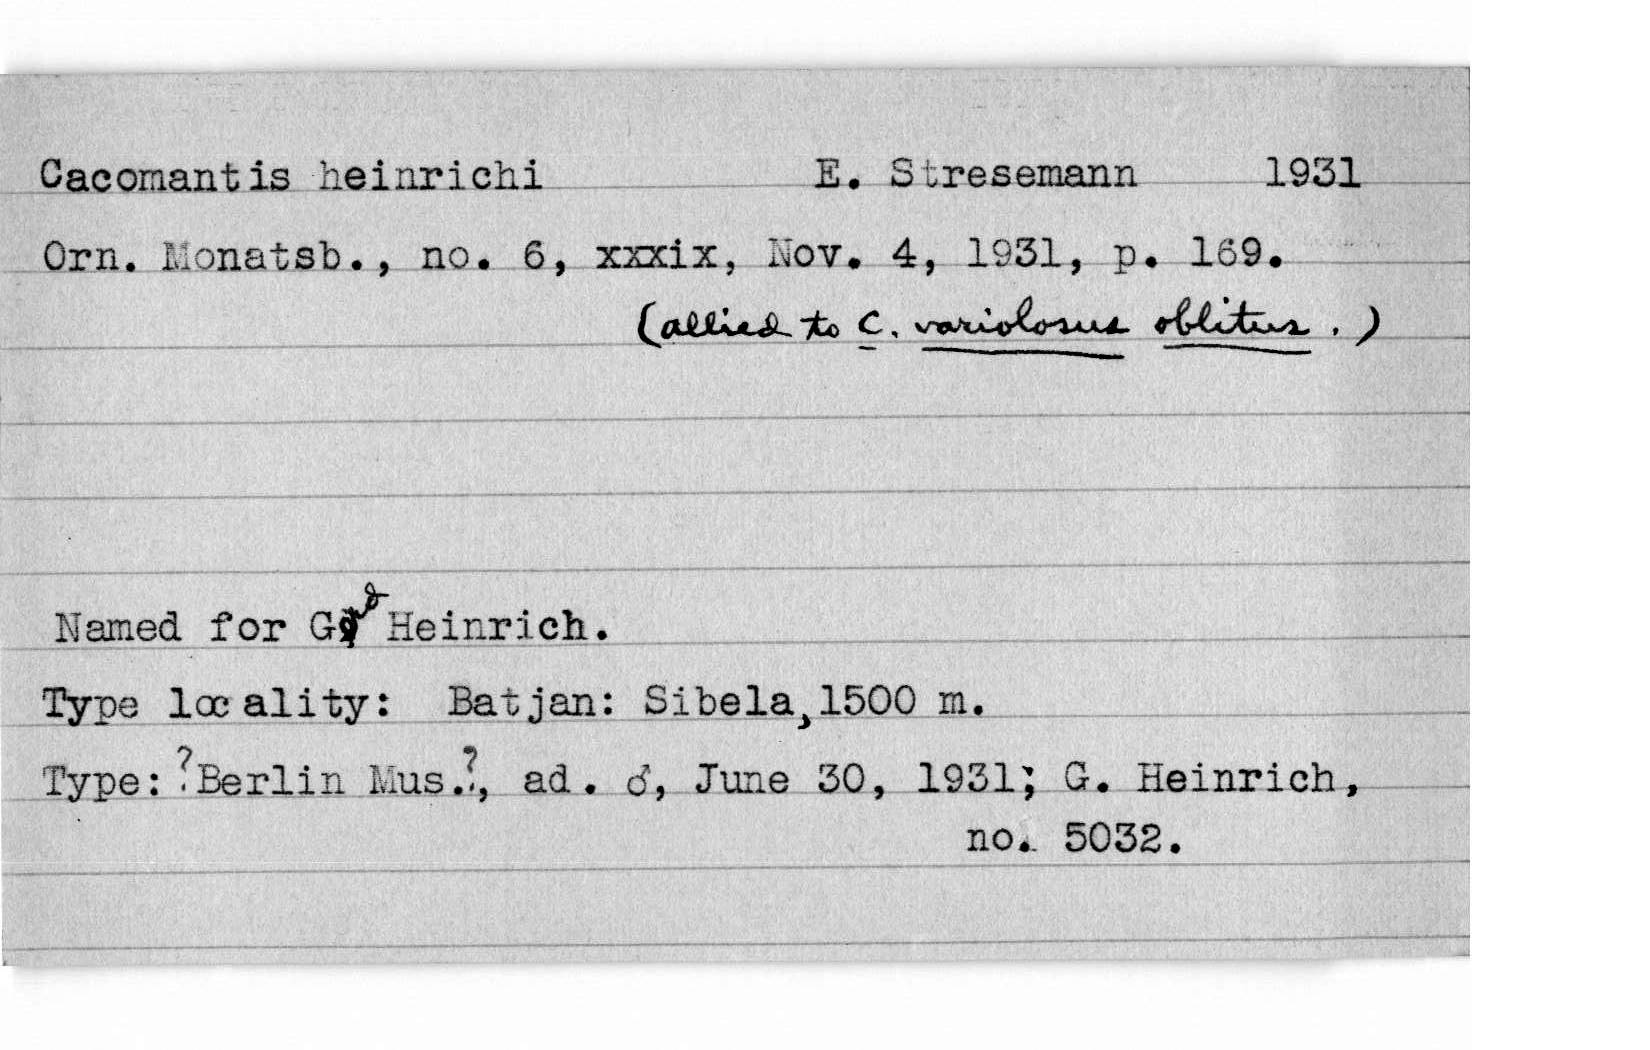 Cacomantis heinrichi E. Stresemann 1931
Orn. Monatsb., no. 6, xxxix, Nov. 4, 1931, p. 169.
(allied to C. variolosus oblitus.)
Named for Gd Heinrich.
Type locality: Batjan: Sibela, 1500 m.
Type: ?Berlin Mus.?, ad. ♂, June 30, 1931; G. Heinrich,
no. 5032.